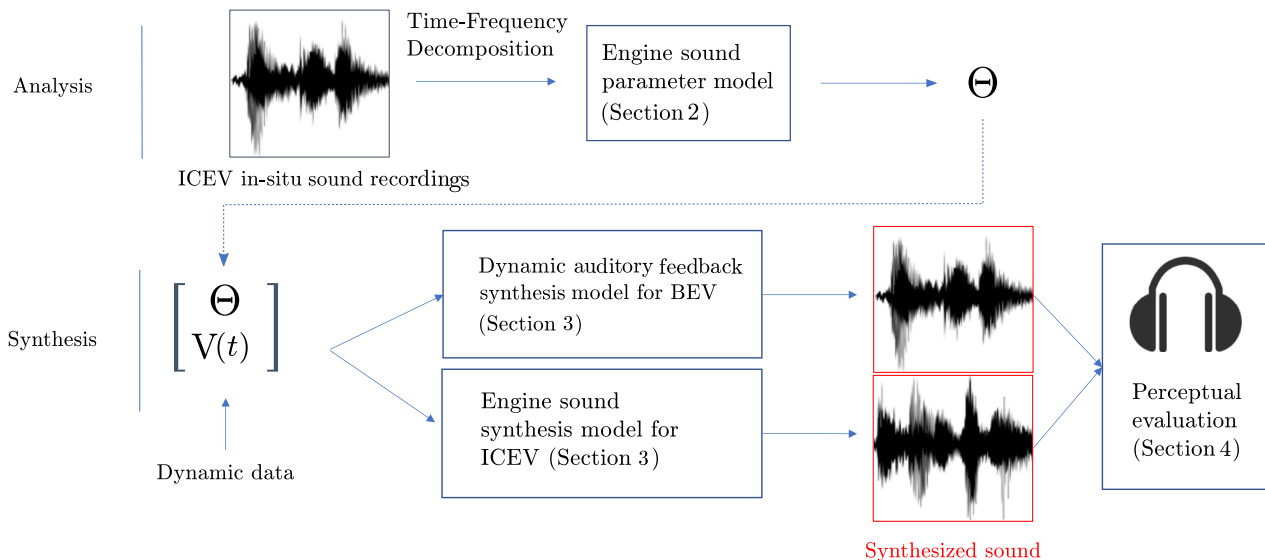 Time-Frequency
Decomposition
Analysis
Engine sound
parameter model
(Section 2)
Θ
ICEV in-situ sound recordings
Synthesis
Θ
V(t)
Dynamic data
Dynamic auditory feedback
synthesis model for BEV
(Section 3)
Engine sound
synthesis model for
ICEV (Section 3)
Synthesized sound
Perceptual
evaluation
(Section 4)